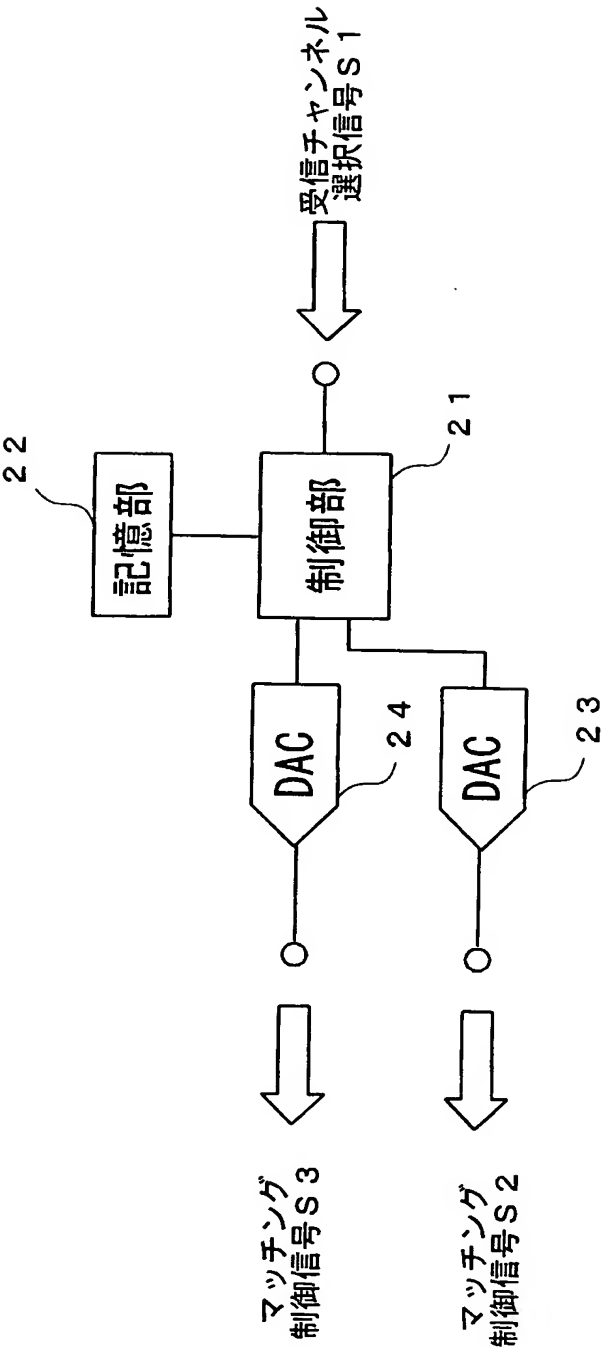 22
記憶部
受信チャンネル
選択信号S1
制御部
21
DAC
24
DAC
23
マッチング
制御信号S3
マッチング
制御信号S2